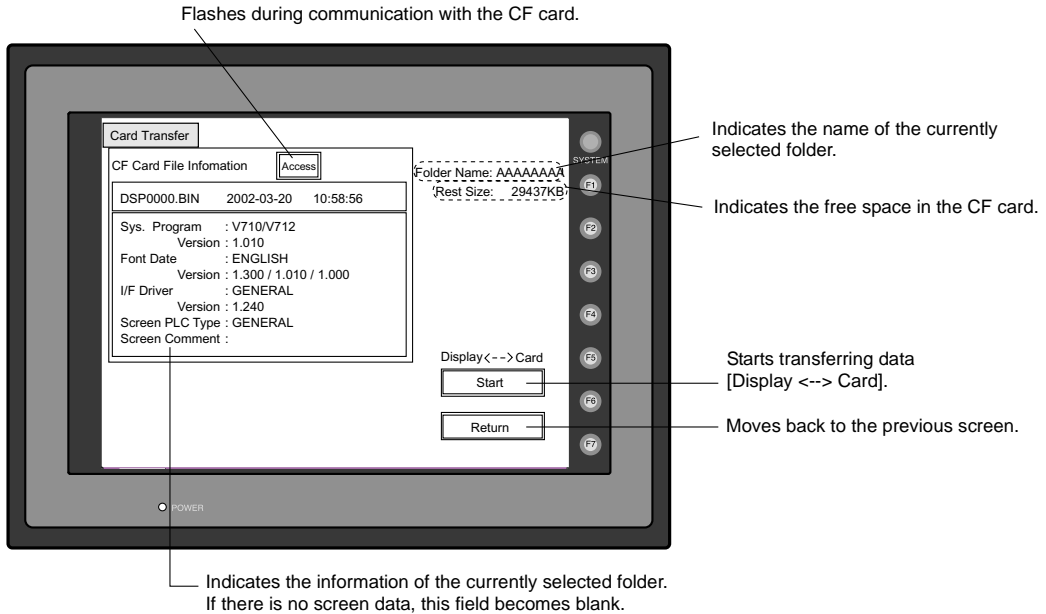 Flashes during communication with the CF card.
Card Transfer
CF Card File Infomation
Access
DSP0000.BIN 2002-03-20 10:58:56
Sys. Program : V710/V712
Version : 1.010
Font Date : ENGLISH
Version : 1.300 / 1.010 / 1.000
I/F Driver : GENERAL
Version : 1.240
Screen PLC Type : GENERAL
Screen Comment :
Folder Name: AAAAAAAA
Rest Size: 29437KB
Display<-->Card
Start
Return
SYSTEM
F1
F2
F3
F4
F5
F6
F7
POWER
Indicates the name of the currently
selected folder.
Indicates the free space in the CF card.
Starts transferring data
[Display <--> Card].
Moves back to the previous screen.
Indicates the information of the currently selected folder.
If there is no screen data, this field becomes blank.